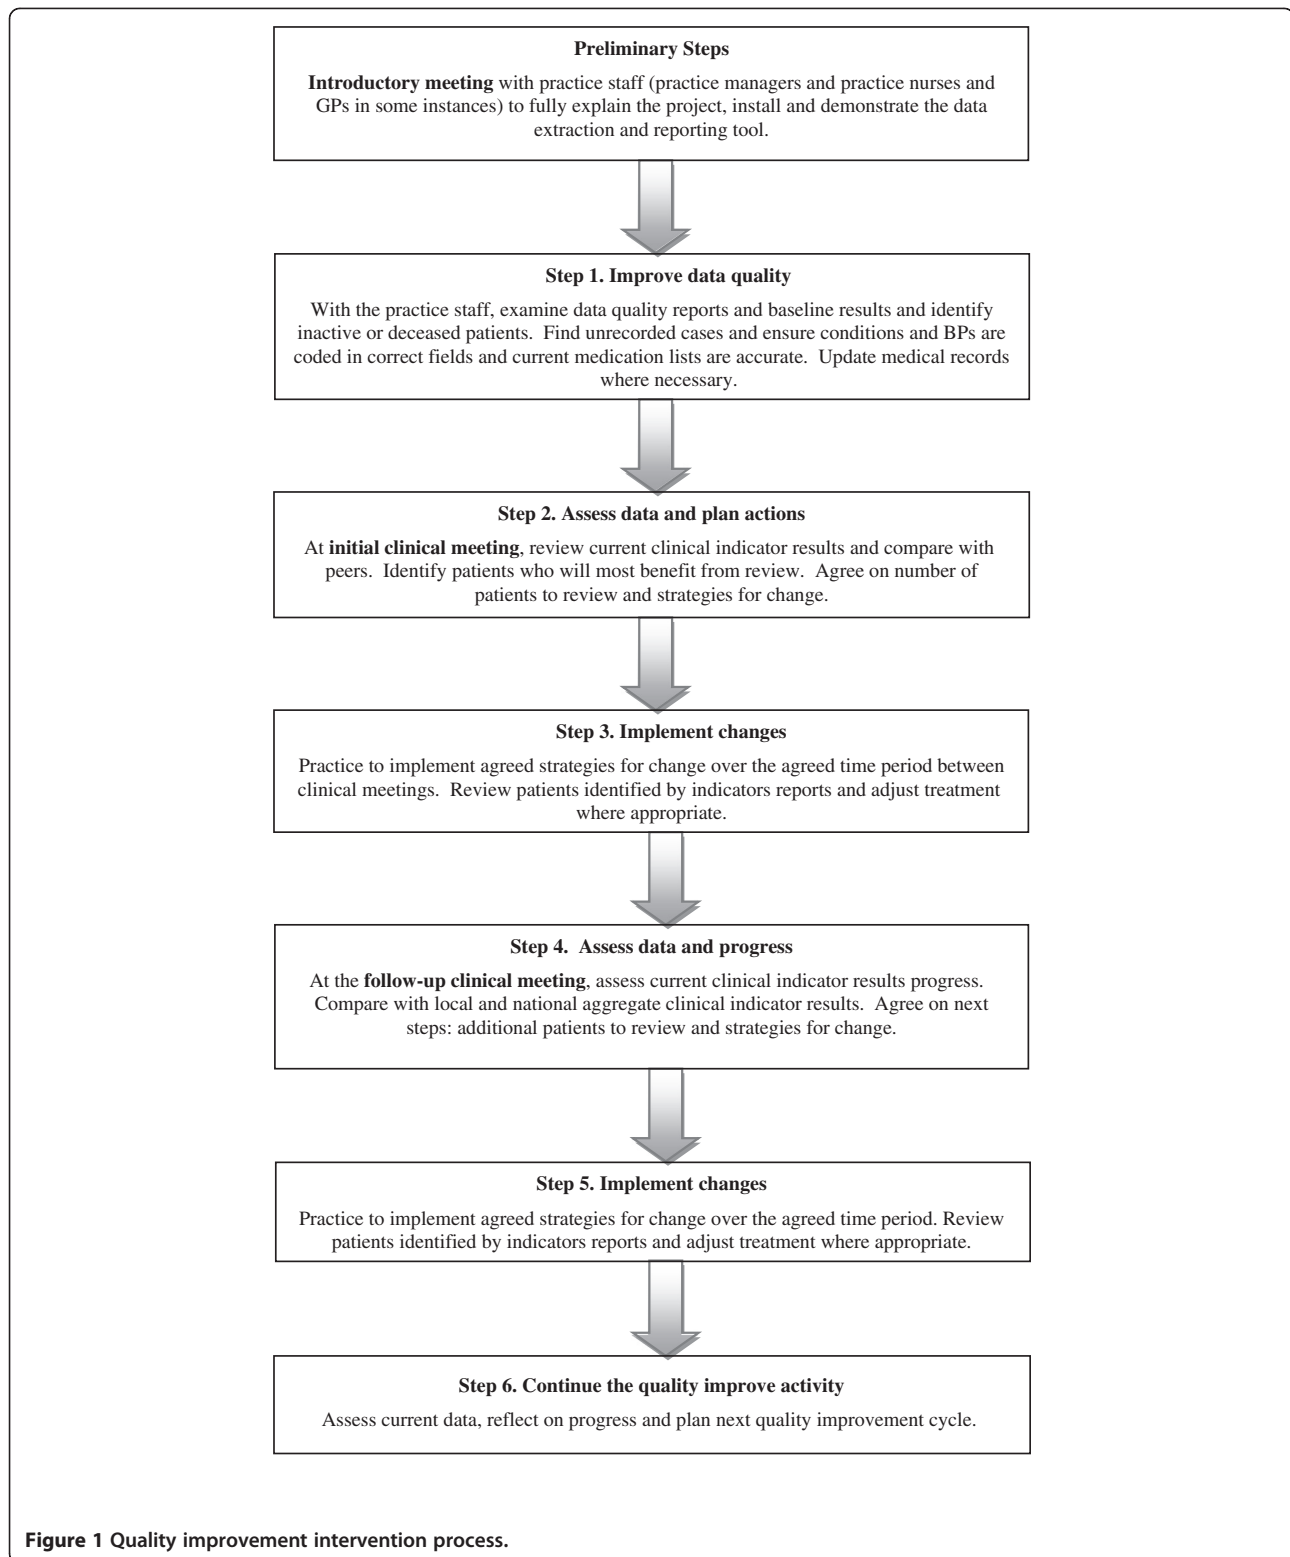 Preliminary Steps
Introductory meeting with practice staff (practice managers and practice nurses and
GPs in some instances) to fully explain the project, install and demonstrate the data
extraction and reporting tool.
Step 1. Improve data quality
With the practice staff, examine data quality reports and baseline results and identify
inactive or deceased patients. Find unrecorded cases and ensure conditions and BPs are
coded in correct fields and current medication lists are accurate. Update medical records
where necessary.
Step 2. Assess data and plan actions
At initial clinical meeting, review current clinical indicator results and compare with
peers. Identify patients who will most benefit from review. Agree on number of
patients to review and strategies for change.
Step 3. Implement changes
Practice to implement agreed strategies for change over the agreed time period between
clinical meetings. Review patients identified by indicators reports and adjust treatment
where appropriate.
Step 4. Assess data and progress
At the follow-up clinical meeting, assess current clinical indicator results progress.
Compare with local and national aggregate clinical indicator results. Agree on next
steps: additional patients to review and strategies for change.
Step 5. Implement changes
Practice to implement agreed strategies for change over the agreed time period. Review
patients identified by indicators reports and adjust treatment where appropriate.
Step 6. Continue the quality improve activity
Assess current data, reflect on progress and plan next quality improvement cycle.
Figure 1 Quality improvement intervention process.